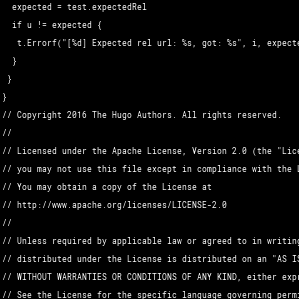 expected = test.expectedRel
if u != expected {
t.Errorf("[%d] Expected rel url: %s, got: %s", i, expecte
}
}
}
// Copyright 2016 The Hugo Authors. All rights reserved.
//
// Licensed under the Apache License, Version 2.0 (the "Lice
// you may not use this file except in compliance with the L
// You may obtain a copy of the License at
// http://www.apache.org/licenses/LICENSE-2.0
//
// Unless required by applicable law or agreed to in writing
// distributed under the License is distributed on an "AS IS
// WITHOUT WARRANTIES OR CONDITIONS OF ANY KIND, either expr
// See the License for the specific language governing permi